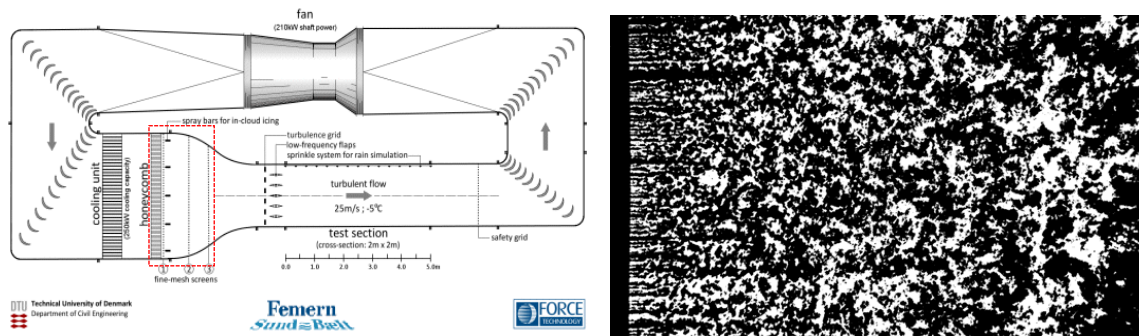 fan
(210kW shaft power)
spray bars for in-cloud icing
turbulence grid
low-frequency flaps
sprinkle system for rain simulation
cooling unit
(250kW cooling capacity)
honeycomb
turbulent flow
25m/s ; -5°C
test section
(cross-section: 2m x 2m)
safety grid
1 2 3
fine-mesh screens
0.0 1.0 2.0 3.0 4.0 5.0m
DTU Technical University of Denmark
Department of Civil Engineering
Femern
Sund Bælt
FORCE
TECHNOLOGY